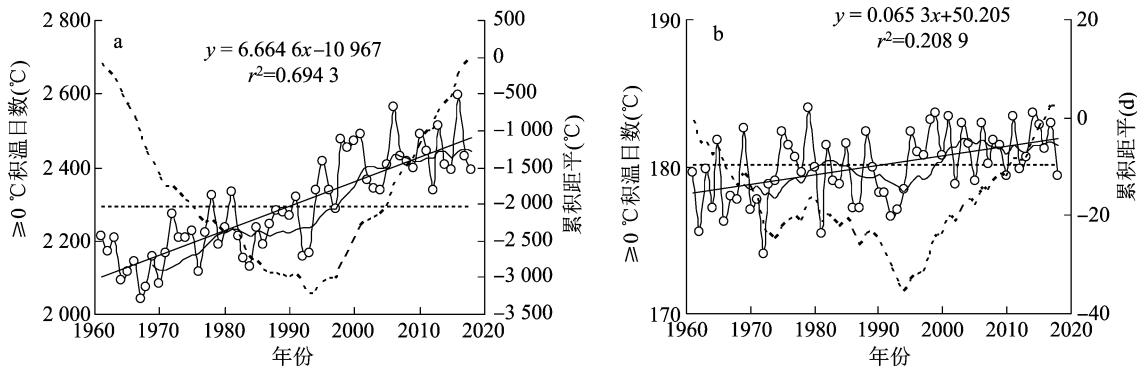 a
y = 6.664 6x−10 967
r²=0.694 3
≥0 ℃积温日数(℃)
2 800
2 600
2 400
2 200
2 000
500
0
−500
−1 000
−1 500
−2 000
−2 500
−3 000
−3 500
累积距平(℃)
1960 1970 1980 1990 2000 2010 2020
年份
b
y = 0.065 3x+50.205
r²=0.208 9
≥0 ℃积温日数(℃)
190
180
170
20
0
−20
−40
累积距平(d)
1960 1970 1980 1990 2000 2010 2020
年份